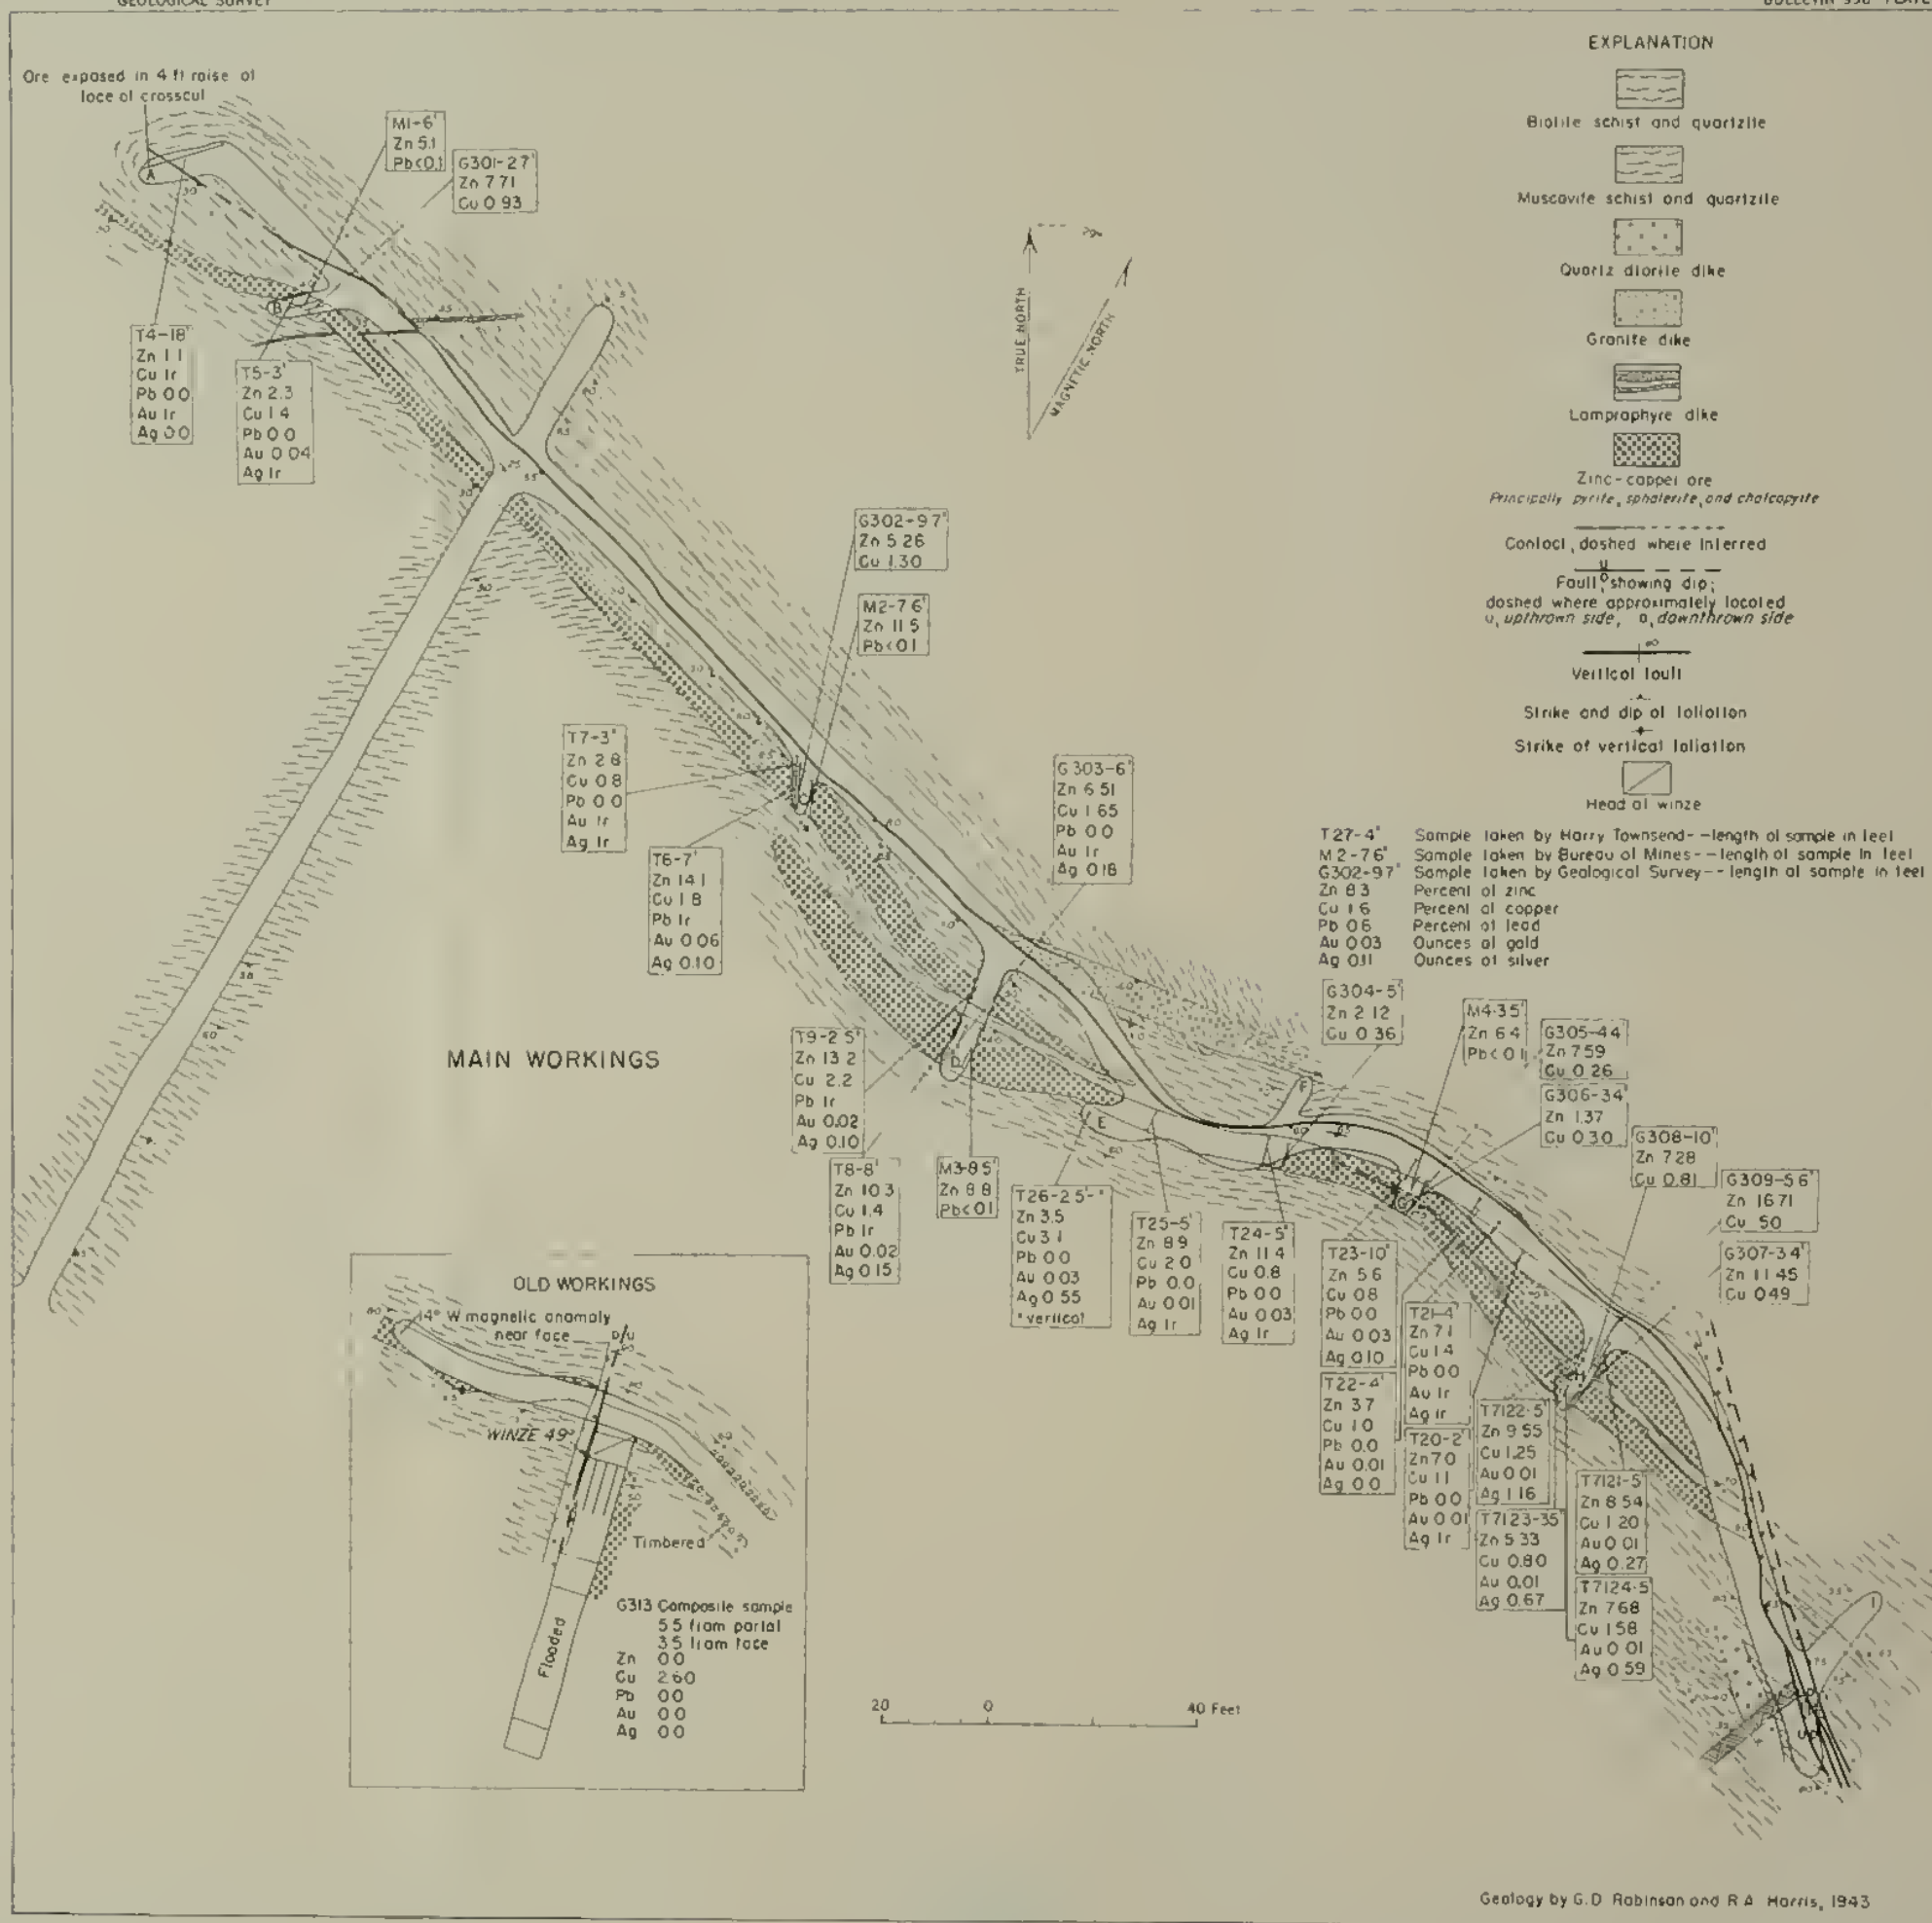 GEOLOGICAL SURVEY
EXPLANATION
Biotite schist and quartzite
Muscovite schist and quartzite
Quartz diorite dike
Granite dike
Lamprophyre dike
Zinc-copper ore
Principally pyrite, sphalerite, and chalcopyrite
Contact, dashed where inferred
Fault, showing dip;
dashed where approximately located
u, upthrown side, D, downthrown side
Vertical fault
Strike and dip of foliation
Strike of vertical foliation
Head of winze
T27-4' Sample taken by Harry Townsend--length of sample in feet
M2-7.6' Sample taken by Bureau of Mines--length of sample in feet
G302-9.7' Sample taken by Geological Survey--length of sample in feet
Zn 8.3 Percent of zinc
Cu 1.6 Percent of copper
Pb 0.6 Percent of lead
Au 0.03 Ounces of gold
Ag 0.11 Ounces of silver
Ore exposed in 4 ft raise at
face of crosscut
M1-6'
Zn 5.1
Pb<0.1
G301-2.7'
Zn 7.71
Cu 0.93
A
B
T4-18'
Zn 1.1
Cu tr
Pb 0.0
Au tr
Ag 0.0
T5-3'
Zn 2.3
Cu 1.4
Pb 0.0
Au 0.04
Ag tr
TRUE NORTH
MAGNETIC NORTH
G302-9.7'
Zn 5.26
Cu 1.30
M2-7.6'
Zn 11.5
Pb<0.1
T7-3'
Zn 2.8
Cu 0.8
Pb 0.0
Au tr
Ag tr
T6-7'
Zn 14.1
Cu 1.8
Pb tr
Au 0.06
Ag 0.10
G303-6'
Zn 6.51
Cu 1.65
Pb 0.0
Au tr
Ag 0.18
MAIN WORKINGS
T9-2.5'
Zn 13.2
Cu 2.2
Pb tr
Au 0.02
Ag 0.10
T8-8'
Zn 10.3
Cu 1.4
Pb tr
Au 0.02
Ag 0.15
D
E
F
M3-8.5'
Zn 8.8
Pb<0.1
T26-2.5'-*
Zn 3.5
Cu 3.1
Pb 0.0
Au 0.03
Ag 0.55
*vertical
T25-5'
Zn 8.9
Cu 2.0
Pb 0.0
Au 0.01
Ag tr
T24-5'
Zn 11.4
Cu 0.8
Pb 0.0
Au 0.03
Ag tr
G304-5'
Zn 2.12
Cu 0.36
M4-3.5'
Zn 6.4
Pb<0.1
G305-4.4'
Zn 7.59
Cu 0.26
G306-3.4'
Zn 1.37
Cu 0.30
G308-10'
Zn 7.28
Cu 0.81
G309-5.6'
Zn 16.71
Cu .50
G307-3.4'
Zn 11.45
Cu 0.49
G
H
I
T23-10'
Zn 5.6
Cu 0.8
Pb 0.0
Au 0.03
Ag 0.10
T22-4'
Zn 3.7
Cu 1.0
Pb 0.0
Au 0.01
Ag 0.0
T21-4'
Zn 7.1
Cu 1.4
Pb 0.0
Au tr
Ag tr
T20-2'
Zn 7.0
Cu 1.1
Pb 0.0
Au 0.01
Ag tr
T7122-5'
Zn 9.55
Cu 1.25
Au 0.01
Ag 1.16
T7123-3.5'
Zn 5.33
Cu 0.80
Au 0.01
Ag 0.67
T7121-5'
Zn 8.54
Cu 1.20
Au 0.01
Ag 0.27
T7124-5'
Zn 7.68
Cu 1.58
Au 0.01
Ag 0.59
OLD WORKINGS
14° W magnetic anomaly
near face
D/U
WINZE 49°
Timbered
Flooded
G313 Composite sample
5.5 from portal
3.5 from face
Zn 0.0
Cu 2.60
Pb 0.0
Au 0.0
Ag 0.0
20 0 40 Feet
Geology by G.D. Robinson and R.A. Harris, 1943